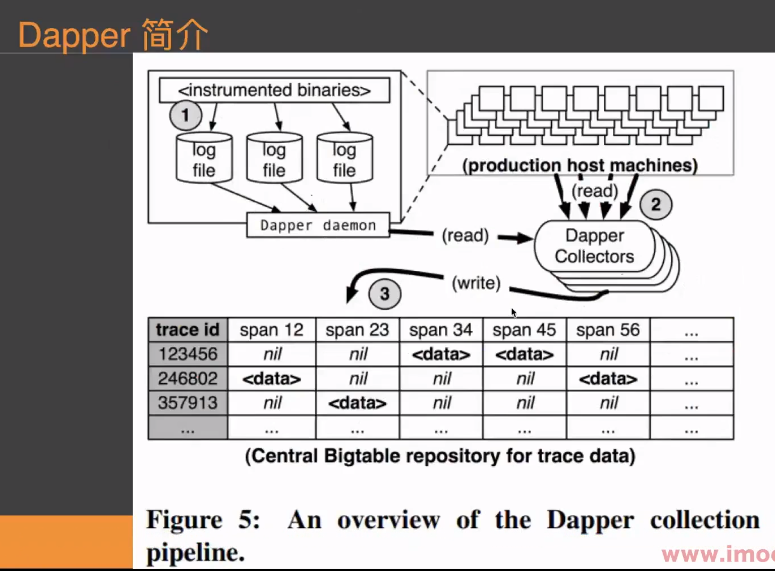 Dapper 简介
<instrumented binaries>
1
log file
log file
log file
Dapper daemon
(production host machines)
(read)
2
(read)
Dapper Collectors
(write)
3
trace id span 12 span 23 span 34 span 45 span 56 ...
123456 nil nil <data> <data> nil ...
246802 <data> nil nil nil <data> ...
357913 nil <data> nil nil nil ...
... ... ... ... ... ... ...
(Central Bigtable repository for trace data)
Figure 5: An overview of the Dapper collection
pipeline.
www.imoo